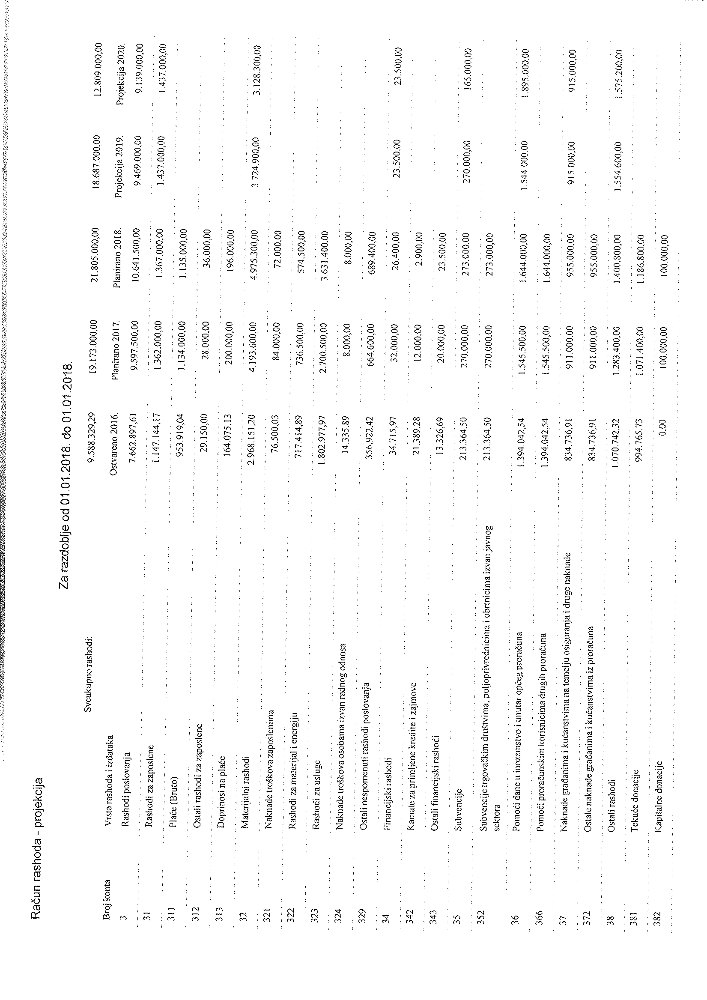 Račun rashoda - projekcija
Za razdoblje od 01.01.2018. do 01.01.2018.
Sveukupno rashodi: 9.588.329,29 19.173.000,00 21.805.000,00 18.687.000,00 12.809.000,00
Broj konta Vrsta rashoda i izdataka Ostvareno 2016. Planirano 2017. Planirano 2018. Projekcija 2019. Projekcija 2020.
3 Rashodi poslovanja 7.662.897,61 9.597.500,00 10.641.500,00 9.469.000,00 9.139.000,00
31 Rashodi za zaposlene 1.147.144,17 1.362.000,00 1.367.000,00 1.437.000,00 1.437.000,00
311 Plaće (Bruto) 953.919,04 1.134.000,00 1.135.000,00
312 Ostali rashodi za zaposlene 29.150,00 28.000,00 36.000,00
313 Doprinosi na plaće 164.075,13 200.000,00 196.000,00
32 Materijalni rashodi 2.968.151,20 4.193.600,00 4.975.300,00 3.724.900,00 3.128.300,00
321 Naknade troškova zaposlenima 76.500,03 84.000,00 72.000,00
322 Rashodi za materijal i energiju 717.414,89 736.500,00 574.500,00
323 Rashodi za usluge 1.802.977,97 2.700.500,00 3.631.400,00
324 Naknade troškova osobama izvan radnog odnosa 14.335,89 8.000,00 8.000,00
329 Ostali nespomenuti rashodi poslovanja 356.922,42 664.600,00 689.400,00
34 Financijski rashodi 34.715,97 32.000,00 26.400,00 23.500,00 23.500,00
342 Kamate za primljene kredite i zajmove 21.389,28 12.000,00 2.900,00
343 Ostali financijski rashodi 13.326,69 20.000,00 23.500,00
35 Subvencije 213.364,50 270.000,00 273.000,00 270.000,00 165.000,00
352 Subvencije trgovačkim društvima, poljoprivrednicima i obrtnicima izvan javnog 213.364,50 270.000,00 273.000,00
sektora
36 Pomoći dane u inozemstvo i unutar općeg proračuna 1.394.042,54 1.545.500,00 1.644.000,00 1.544.000,00 1.895.000,00
366 Pomoći proračunskim korisnicima drugih proračuna 1.394.042,54 1.545.500,00 1.644.000,00
37 Naknade građanima i kućanstvima na temelju osiguranja i druge naknade 834.736,91 911.000,00 955.000,00 915.000,00 915.000,00
372 Ostale naknade građanima i kućanstvima iz proračuna 834.736,91 911.000,00 955.000,00
38 Ostali rashodi 1.070.742,32 1.283.400,00 1.400.800,00 1.554.600,00 1.575.200,00
381 Tekuće donacije 994.765,73 1.071.400,00 1.186.800,00
382 Kapitalne donacije 0,00 100.000,00 100.000,00